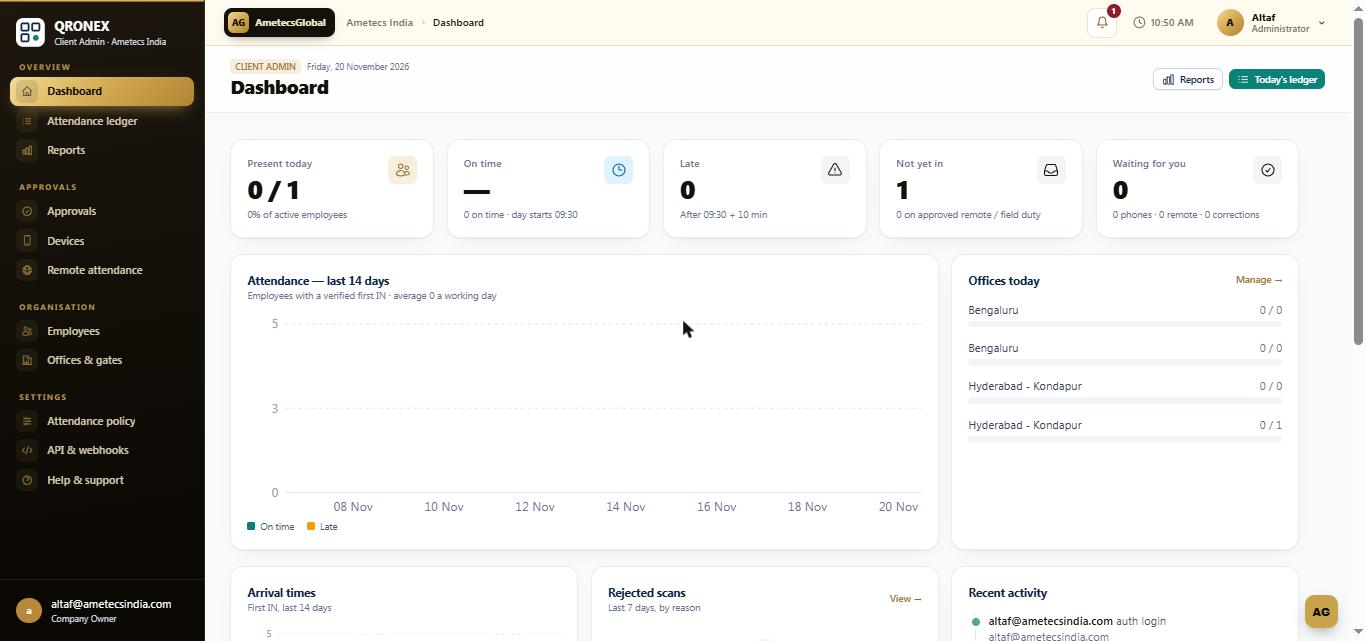 QRONEX
Client Admin · Ametecs India
OVERVIEW
Dashboard
Attendance ledger
Reports
APPROVALS
Approvals
Devices
Remote attendance
ORGANISATION
Employees
Offices & gates
SETTINGS
Attendance policy
API & webhooks
Help & support
a
altaf@ametecsindia.com
Company Owner
AG AmetecsGlobal Ametecs India › Dashboard
1
10:50 AM
A
Altaf
Administrator
CLIENT ADMIN Friday, 20 November 2026
Dashboard
Reports
Today's ledger
Present today
0 / 1
0% of active employees
On time
—
0 on time · day starts 09:30
Late
0
After 09:30 + 10 min
Not yet in
1
0 on approved remote / field duty
Waiting for you
0
0 phones · 0 remote · 0 corrections
Attendance — last 14 days
Employees with a verified first IN · average 0 a working day
5
3
0
08 Nov 10 Nov 12 Nov 14 Nov 16 Nov 18 Nov 20 Nov
On time Late
Offices today Manage →
Bengaluru 0 / 0
Bengaluru 0 / 0
Hyderabad - Kondapur 0 / 0
Hyderabad - Kondapur 0 / 1
Arrival times
First IN, last 14 days
5
Rejected scans
Last 7 days, by reason
View →
Recent activity
altaf@ametecsindia.com auth login
altaf@ametecsindia.com
AG